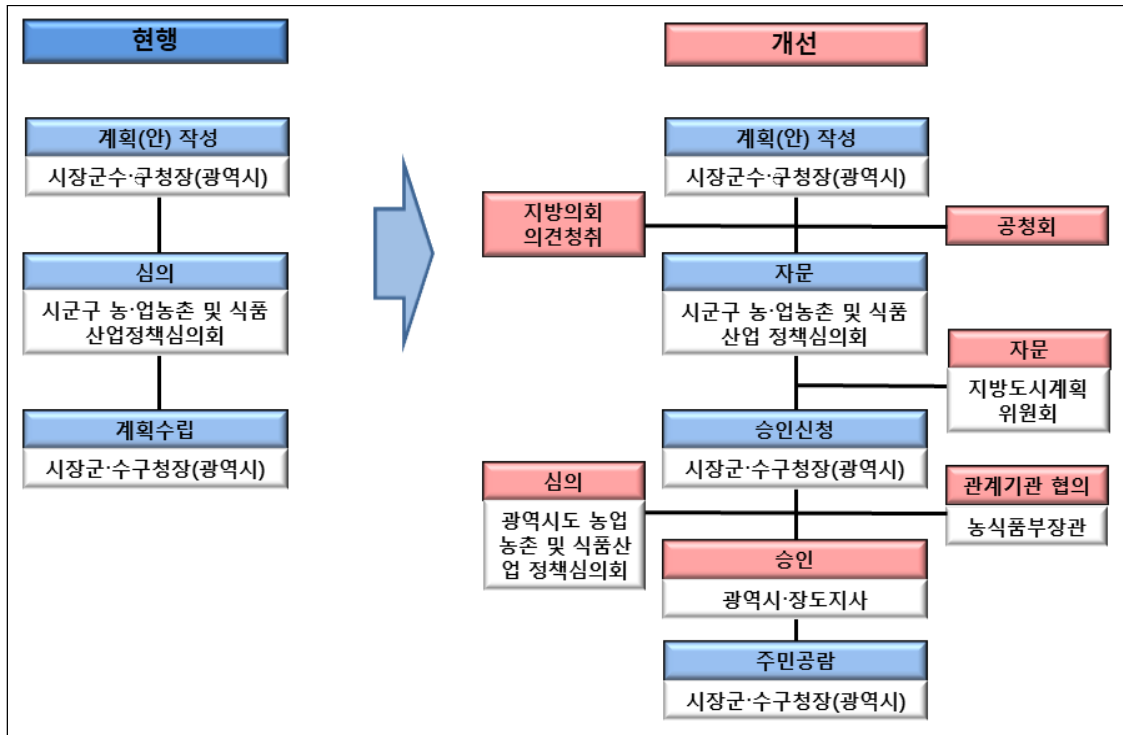 현행
계획(안) 작성
시장군수·구청장(광역시)
심의
시군구 농·업농촌 및 식품
산업정책심의회
계획수립
시장군·수구청장(광역시)
개선
계획(안) 작성
시장군수·구청장(광역시)
지방의회
의견청취
공청회
자문
시군구 농·업농촌 및 식품
산업 정책심의회
자문
지방도시계획
위원회
승인신청
시장군·수구청장(광역시)
심의
광역시도 농업
농촌 및 식품산
업 정책심의회
관계기관 협의
농식품부장관
승인
광역시·장도지사
주민공람
시장군·수구청장(광역시)